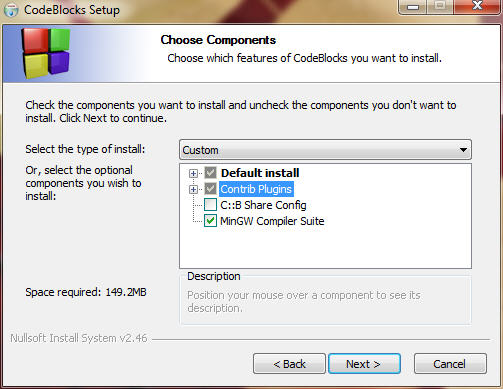 CodeBlocks Setup
Choose Components
Choose which features of CodeBlocks you want to install.
Check the components you want to install and uncheck the components you don't want to
install. Click Next to continue.
Select the type of install:
Custom
Or, select the optional
components you wish to
install:
Default install
Contrib Plugins
C::B Share Config
MinGW Compiler Suite
Space required: 149.2MB
Description
Position your mouse over a component to see its
description.
Nullsoft Install System v2.46
< Back
Next >
Cancel